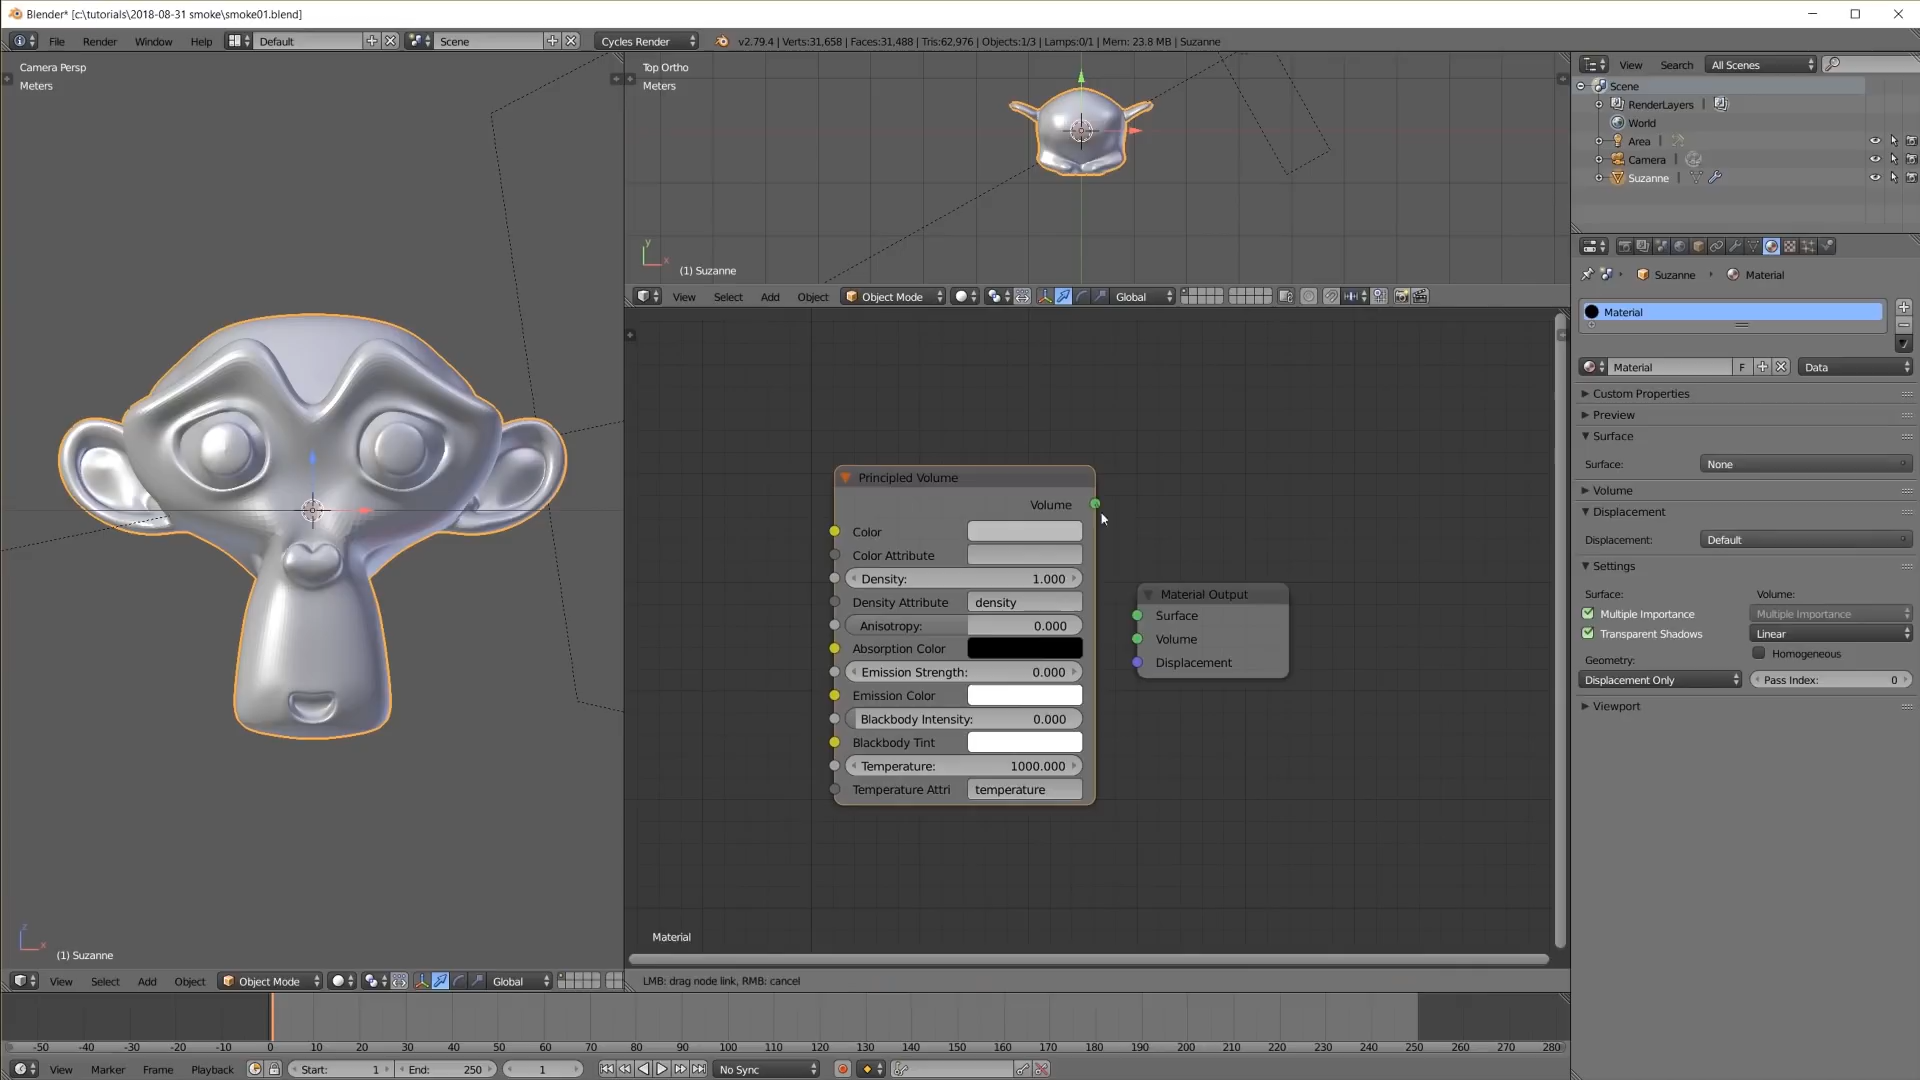 Blender* [c:\tutorials\2018-08-31 smoke\smoke01.blend]
File Render Window Help Default Scene Cycles Render v2.79.4 | Verts:31,658 | Faces:31,488 | Tris:62,976 | Objects:1/3 | Lamps:0/1 | Mem: 23.8 MB | Suzanne
Camera Persp
Meters
(1) Suzanne
z
x
View Select Add Object Object Mode Global
Top Ortho
Meters
y
x
(1) Suzanne
View Select Add Object Object Mode Global
Principled Volume
Volume
Color
Color Attribute
Density: 1.000
Density Attribute density
Anisotropy: 0.000
Absorption Color
Emission Strength: 0.000
Emission Color
Blackbody Intensity: 0.000
Blackbody Tint
Temperature: 1000.000
Temperature Attri temperature
Material Output
Surface
Volume
Displacement
Material
LMB: drag node link, RMB: cancel
View Search All Scenes
Scene
RenderLayers |
World
Area |
Camera |
Suzanne |
Suzanne Material
Material
Material F Data
Custom Properties
Preview
Surface
Surface: None
Volume
Displacement
Displacement: Default
Settings
Surface: Volume:
Multiple Importance Multiple Importance
Transparent Shadows Linear
Homogeneous
Geometry:
Displacement Only Pass Index: 0
Viewport
-50 -40 -30 -20 -10 0 10 20 30 40 50 60 70 80 90 100 110 120 130 140 150 160 170 180 190 200 210 220 230 240 250 260 270 280
View Marker Frame Playback Start: 1 End: 250 1 No Sync